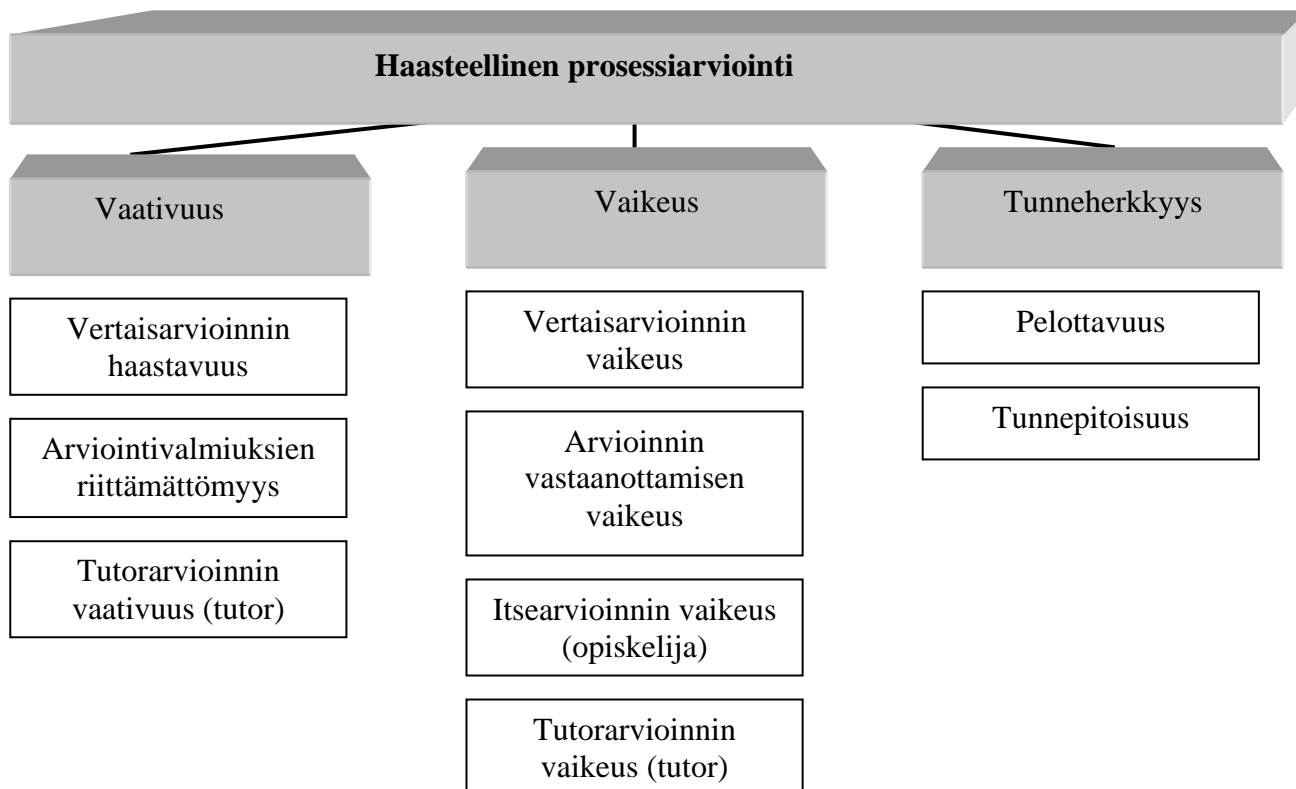 Haasteellinen prosessiarviointi
Vaativuus
Vertaisarvioinnin
haastavuus
Arviointivalmiuksien
riittämättömyys
Tutorarvioinnin
vaativuus (tutor)
Vaikeus
Vertaisarvioinnin
vaikeus
Arvioinnin
vastaanottamisen
vaikeus
Itsearvioinnin vaikeus
(opiskelija)
Tutorarvioinnin
vaikeus (tutor)
Tunneherkkyys
Pelottavuus
Tunnepitoisuus